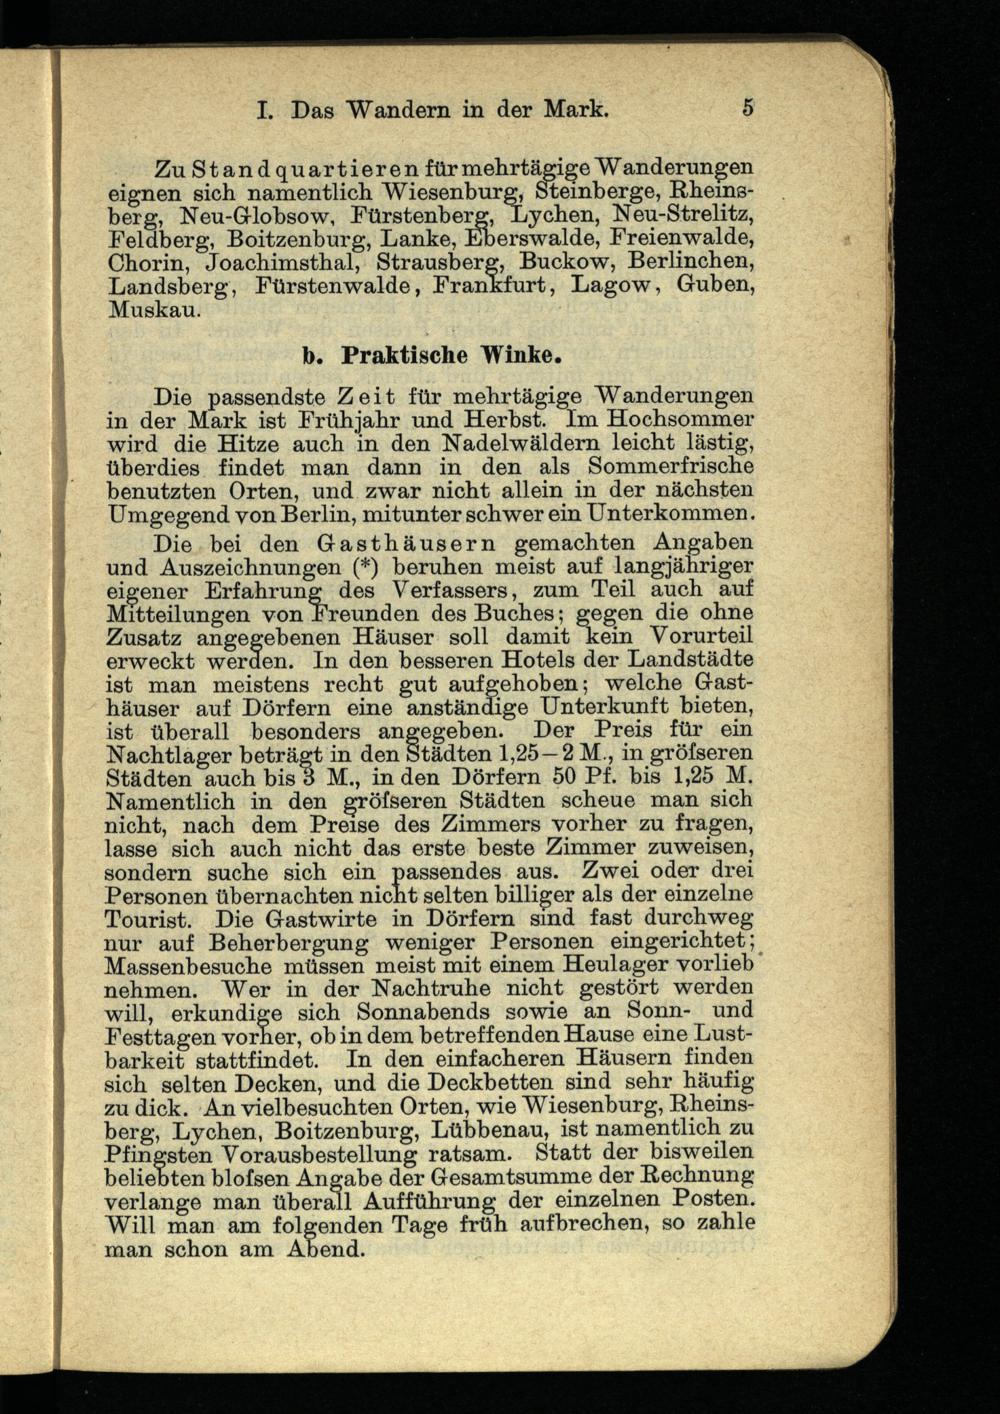 I. Das Wandern in der Mark. 5
Zu Standquartieren für mehrtägige Wanderungen
eignen sich namentlich Wiesenburg, Steinberge, Rheins-
berg, Neu-Globsow, Fürstenberg, Lychen, Neu-Strelitz,
Feldberg, Boitzenburg, Lanke, Eberswalde, Freienwalde,
Chorin, Joachimsthal, Strausberg, Buckow, Berlinchen,
Landsberg, Fürstenwalde, Frankfurt, Lagow, Guben,
Muskau.
b. Praktische Winke.
Die passendste Zeit für mehrtägige Wanderungen
in der Mark ist Frühjahr und Herbst. Im Hochsommer
wird die Hitze auch in den Nadelwäldern leicht lästig,
überdies findet man dann in den als Sommerfrische
benutzten Orten, und zwar nicht allein in der nächsten
Umgegend von Berlin, mitunter schwer ein Unterkommen.
Die bei den Gasthäusern gemachten Angaben
und Auszeichnungen (*) beruhen meist auf langjähriger
eigener Erfahrung des Verfassers, zum Teil auch auf
Mitteilungen von Freunden des Buches; gegen die ohne
Zusatz angegebenen Häuser soll damit kein Vorurteil
erweckt werden. In den besseren Hotels der Landstädte
ist man meistens recht gut aufgehoben; welche Gast-
häuser auf Dörfern eine anständige Unterkunft bieten,
ist überall besonders angegeben. Der Preis für ein
Nachtlager beträgt in den Städten 1,25–2 M., in gröfseren
Städten auch bis 3 M., in den Dörfern 50 Pf. bis 1,25 M.
Namentlich in den gröfseren Städten scheue man sich
nicht, nach dem Preise des Zimmers vorher zu fragen,
lasse sich auch nicht das erste beste Zimmer zuweisen,
sondern suche sich ein passendes aus. Zwei oder drei
Personen übernachten nicht selten billiger als der einzelne
Tourist. Die Gastwirte in Dörfern sind fast durchweg
nur auf Beherbergung weniger Personen eingerichtet;
Massenbesuche müssen meist mit einem Heulager vorlieb
nehmen. Wer in der Nachtruhe nicht gestört werden
will, erkundige sich Sonnabends sowie an Sonn- und
Festtagen vorher, ob in dem betreffenden Hause eine Lust-
barkeit stattfindet. In den einfacheren Häusern finden
sich selten Decken, und die Deckbetten sind sehr häufig
zu dick. An vielbesuchten Orten, wie Wiesenburg, Rheins-
berg, Lychen, Boitzenburg, Lübbenau, ist namentlich zu
Pfingsten Vorausbestellung ratsam. Statt der bisweilen
beliebten blofsen Angabe der Gesamtsumme der Rechnung
verlange man überall Aufführung der einzelnen Posten.
Will man am folgenden Tage früh aufbrechen, so zahle
man schon am Abend.